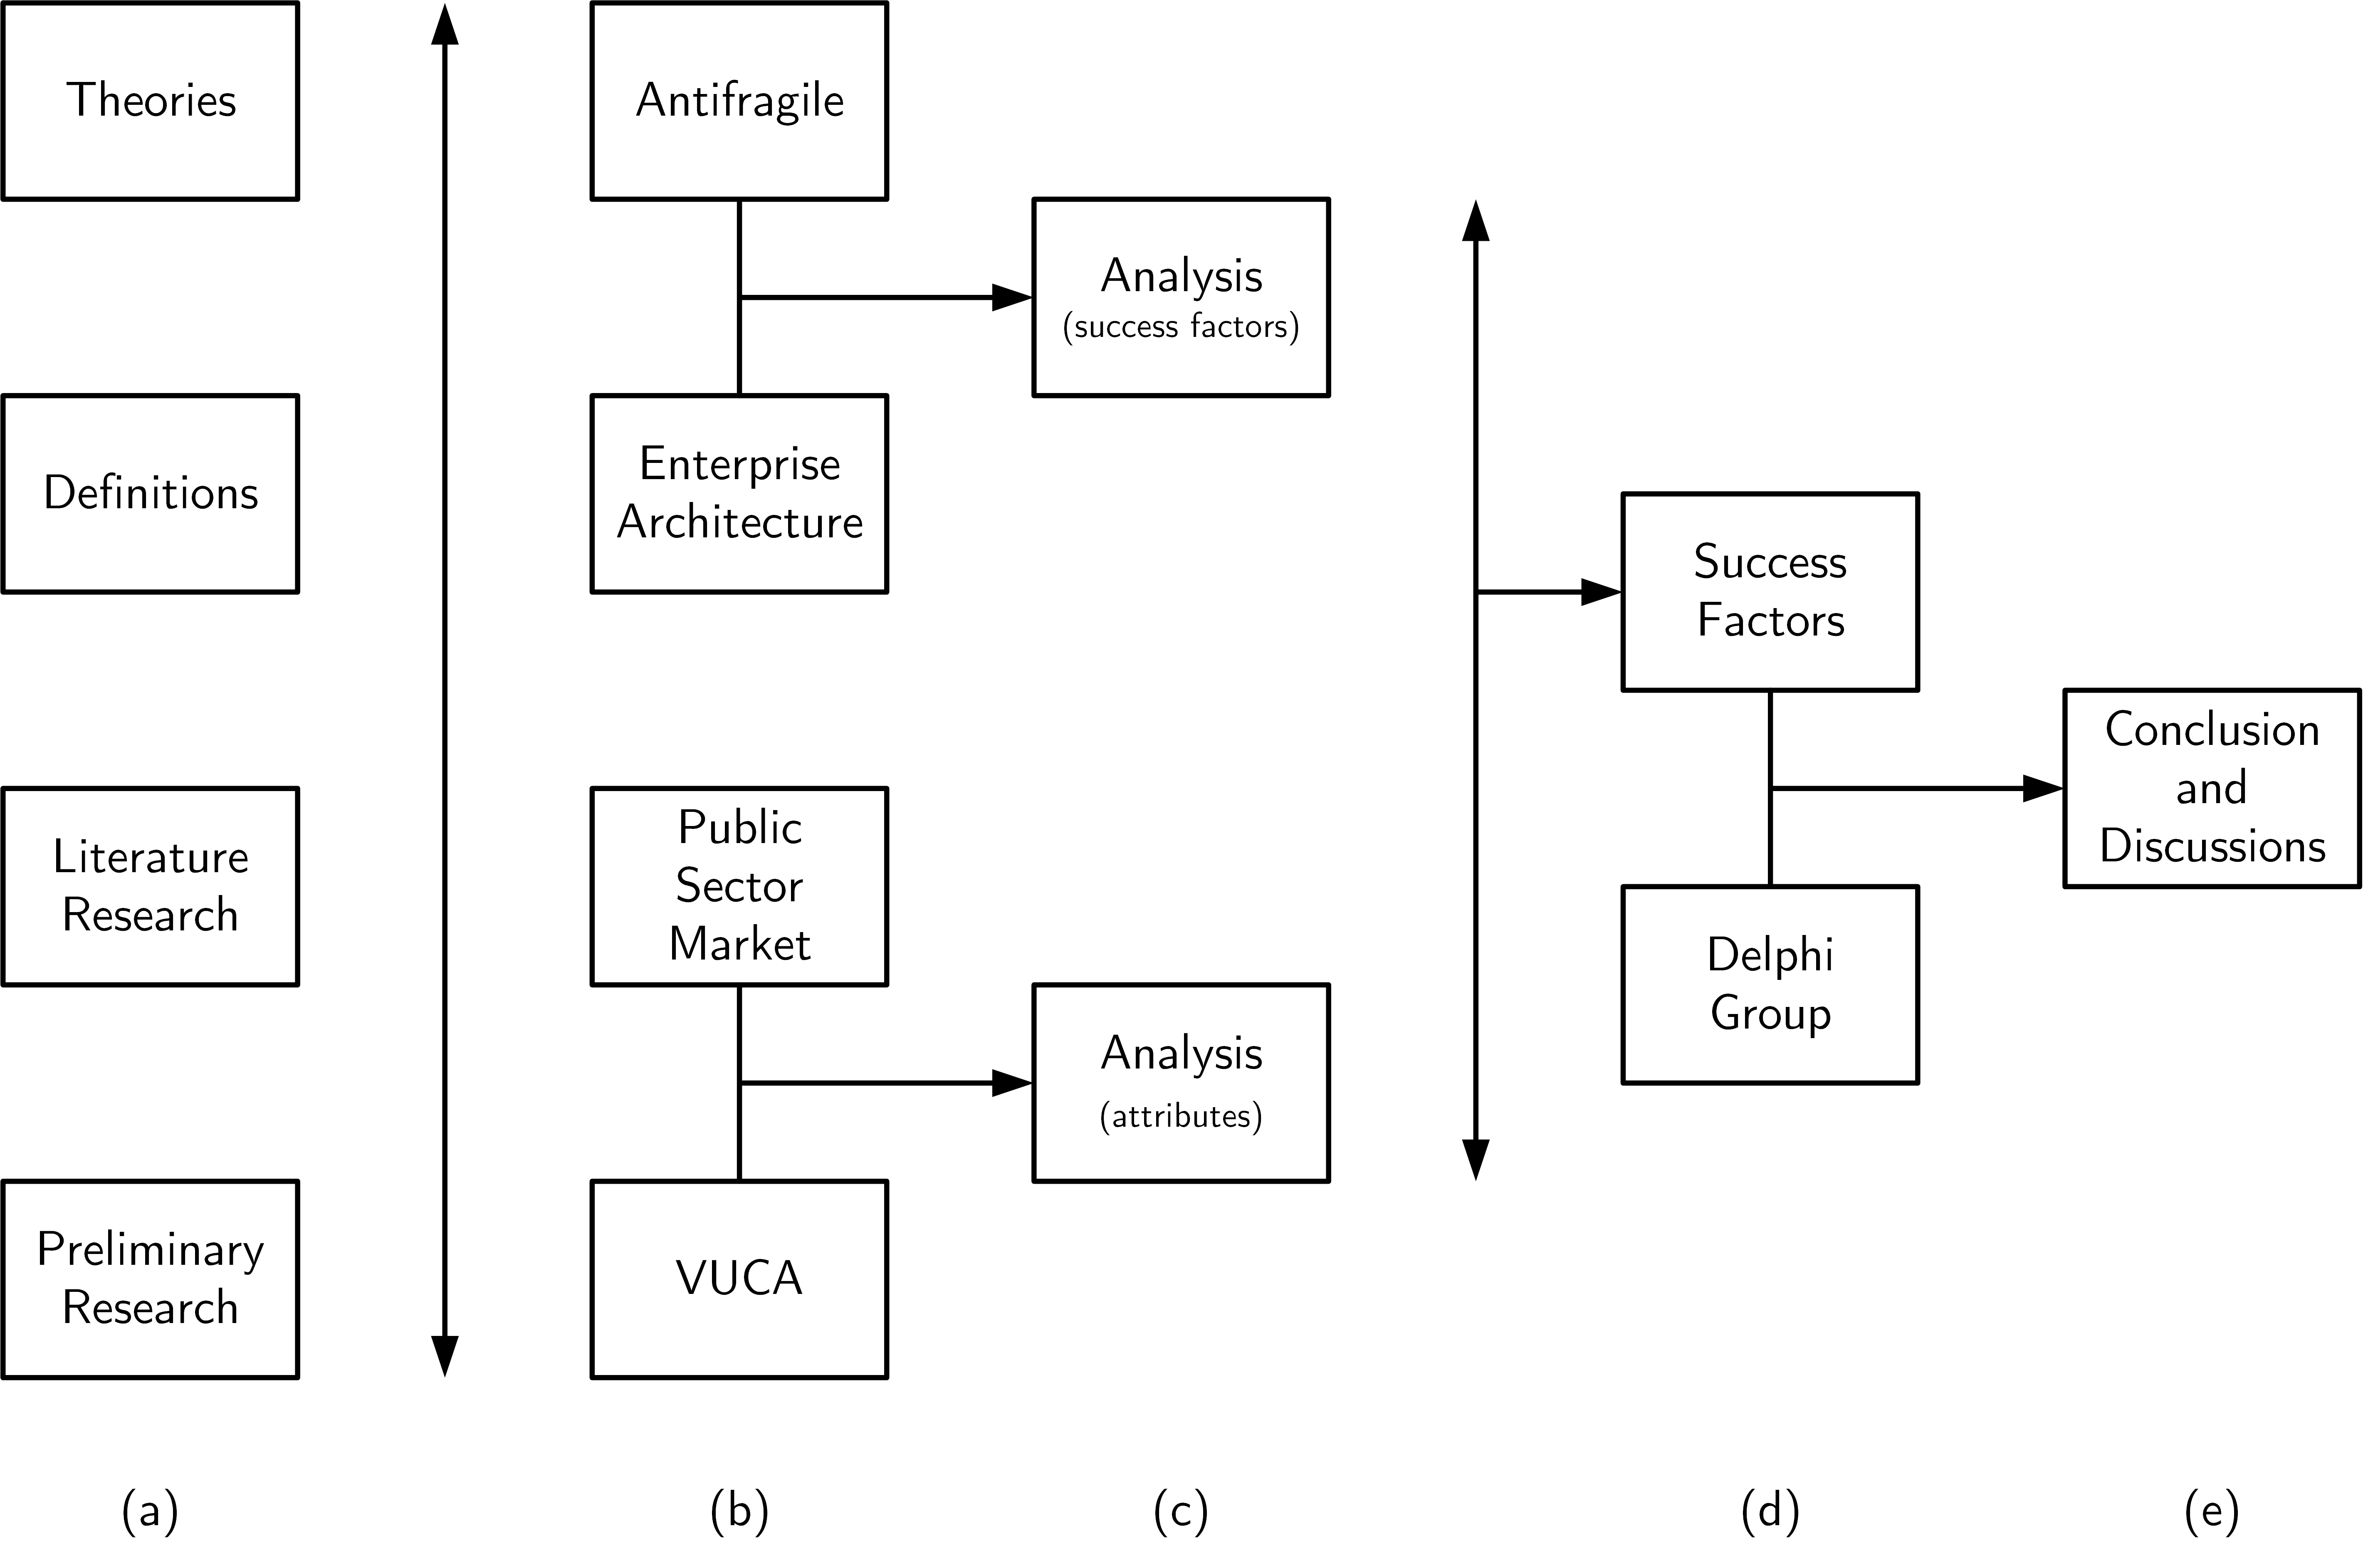 Theories
Definitions
Literature
Research
Preliminary
Research
Antifragile
Enterprise
Architecture
Public
Sector
Market
VUCA
Analysis
(success factors)
Analysis
(attributes)
Success
Factors
Delphi
Group
Conclusion
and
Discussions
(a)
(b)
(c)
(d)
(e)